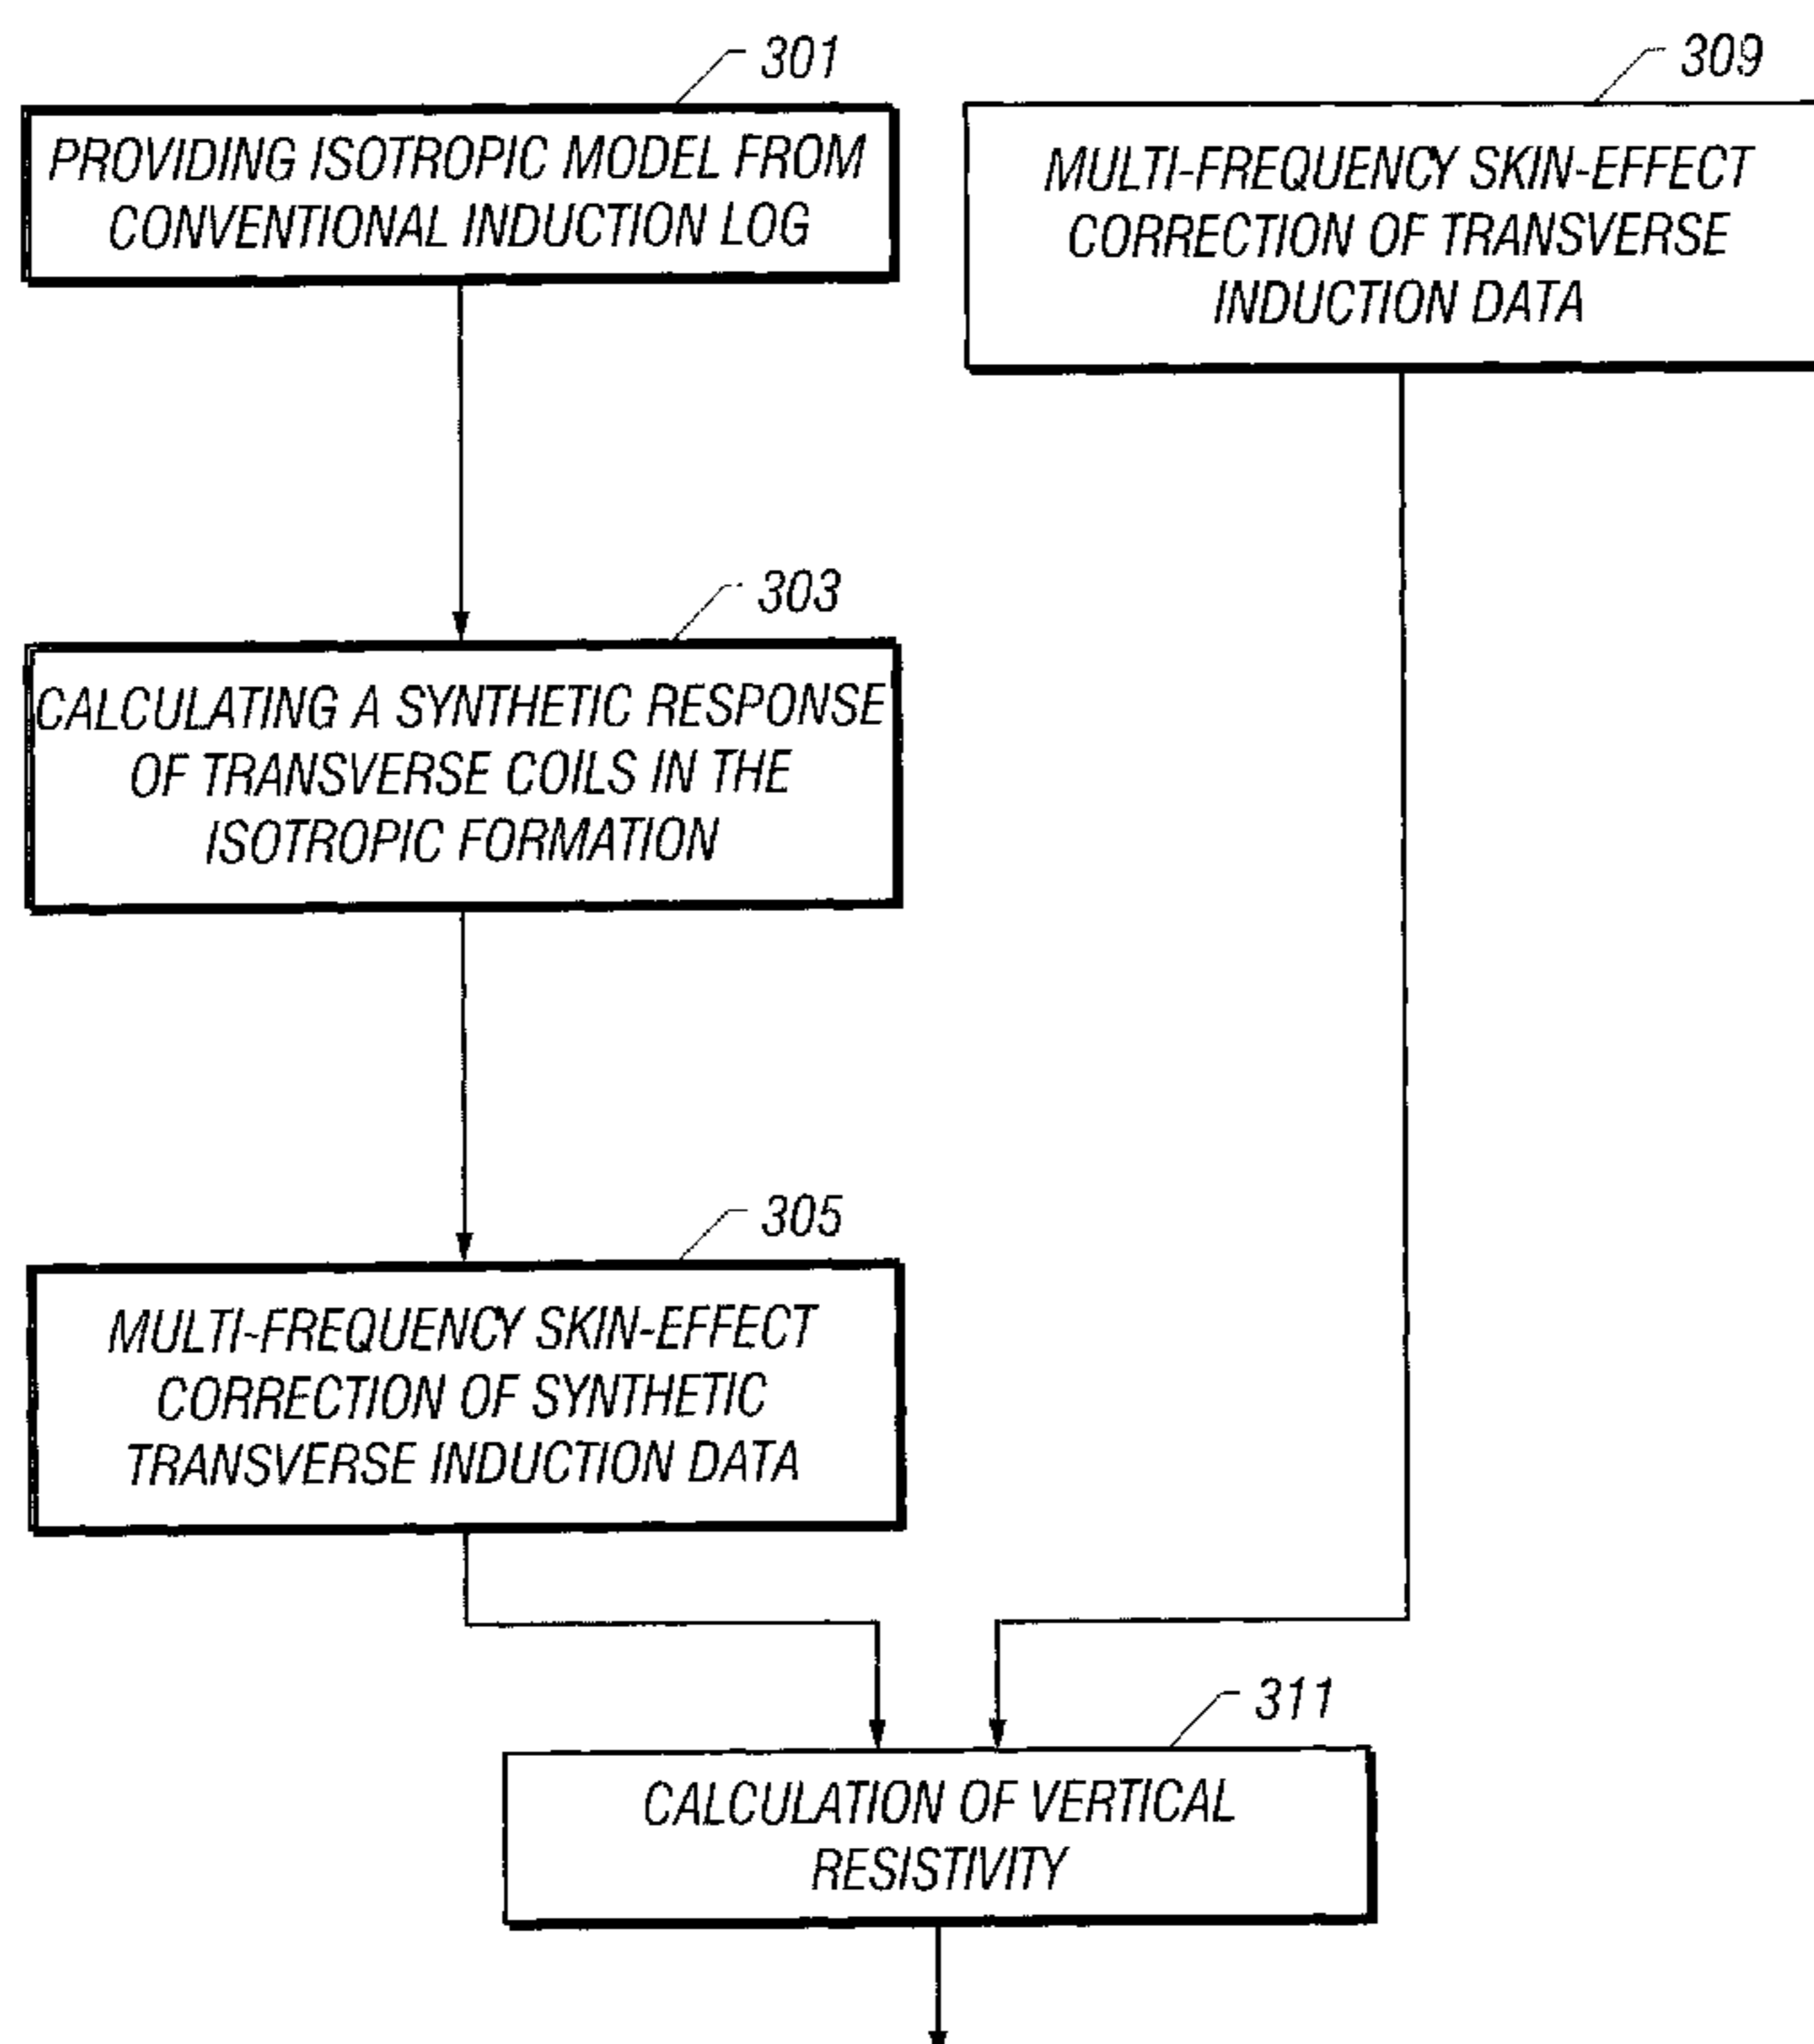 301
PROVIDING ISOTROPIC MODEL FROM
CONVENTIONAL INDUCTION LOG
309
MULTI-FREQUENCY SKIN-EFFECT
CORRECTION OF TRANSVERSE
INDUCTION DATA
303
CALCULATING A SYNTHETIC RESPONSE
OF TRANSVERSE COILS IN THE
ISOTROPIC FORMATION
305
MULTI-FREQUENCY SKIN-EFFECT
CORRECTION OF SYNTHETIC
TRANSVERSE INDUCTION DATA
311
CALCULATION OF VERTICAL
RESISTIVITY